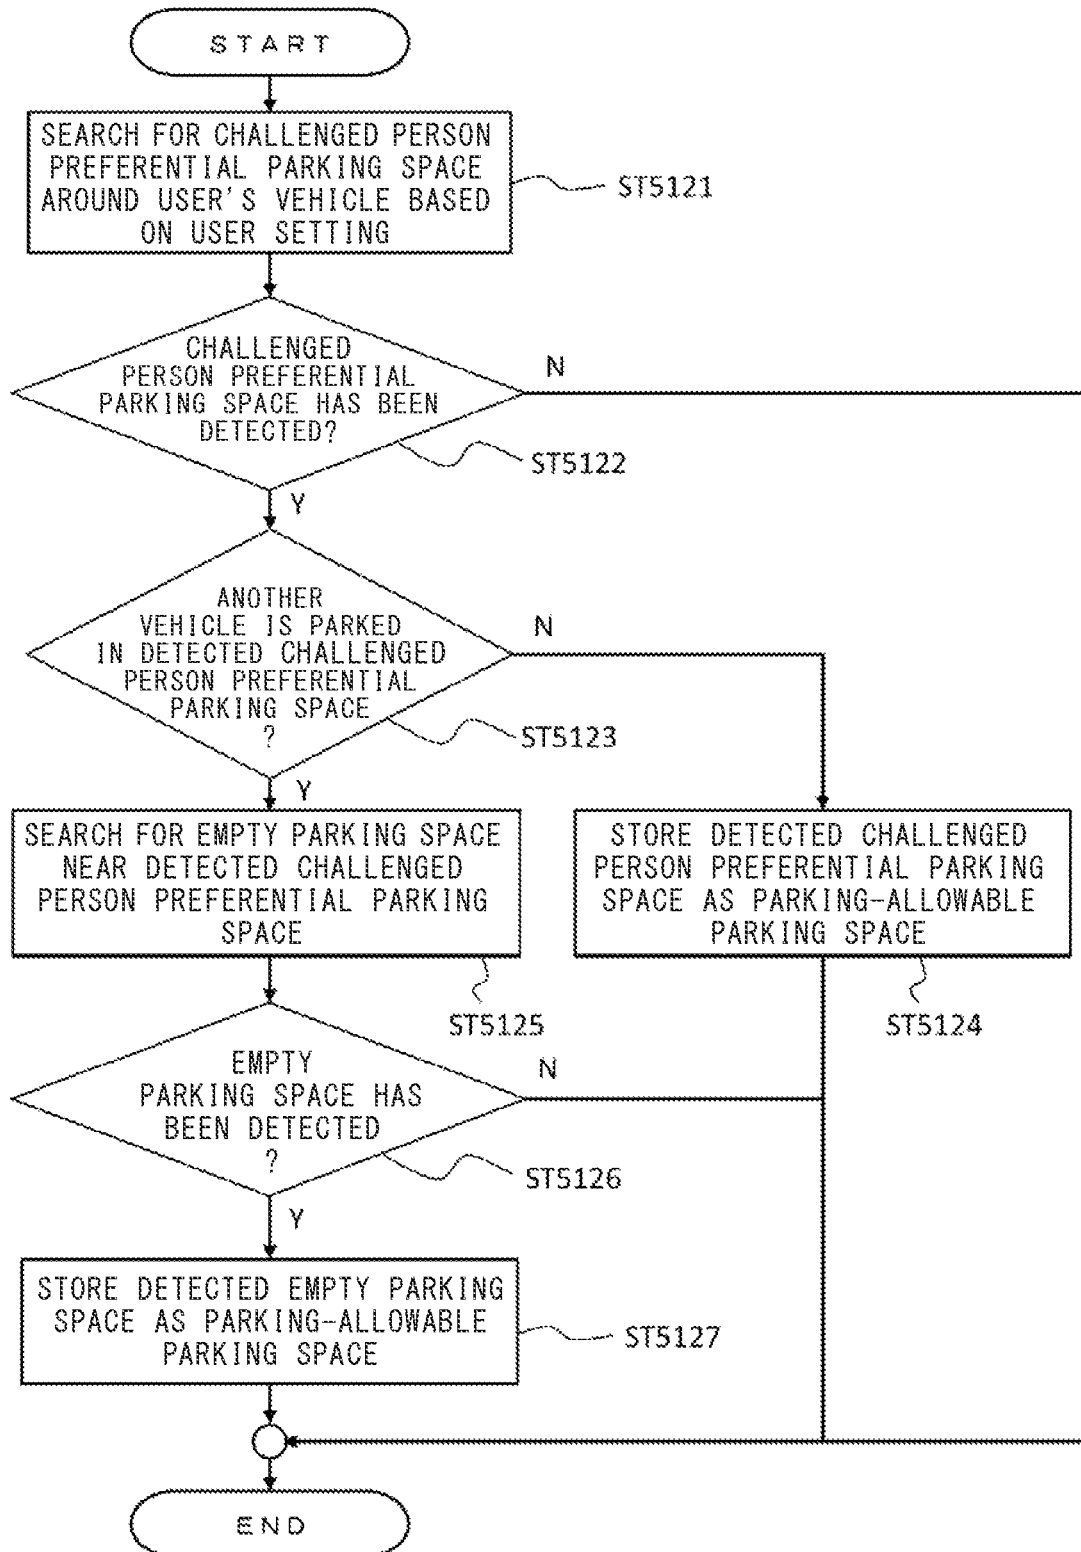 START
SEARCH FOR CHALLENGED PERSON
PREFERENTIAL PARKING SPACE
AROUND USER'S VEHICLE BASED
ON USER SETTING
ST5121
CHALLENGED
PERSON PREFERENTIAL
PARKING SPACE HAS BEEN
DETECTED?
N
ST5122
Y
ANOTHER
VEHICLE IS PARKED
IN DETECTED CHALLENGED
PERSON PREFERENTIAL
PARKING SPACE
?
N
ST5123
Y
SEARCH FOR EMPTY PARKING SPACE
NEAR DETECTED CHALLENGED
PERSON PREFERENTIAL PARKING
SPACE
ST5125
STORE DETECTED CHALLENGED
PERSON PREFERENTIAL PARKING
SPACE AS PARKING-ALLOWABLE
PARKING SPACE
ST5124
EMPTY
PARKING SPACE HAS
BEEN DETECTED
?
N
ST5126
Y
STORE DETECTED EMPTY PARKING
SPACE AS PARKING-ALLOWABLE
PARKING SPACE
ST5127
END